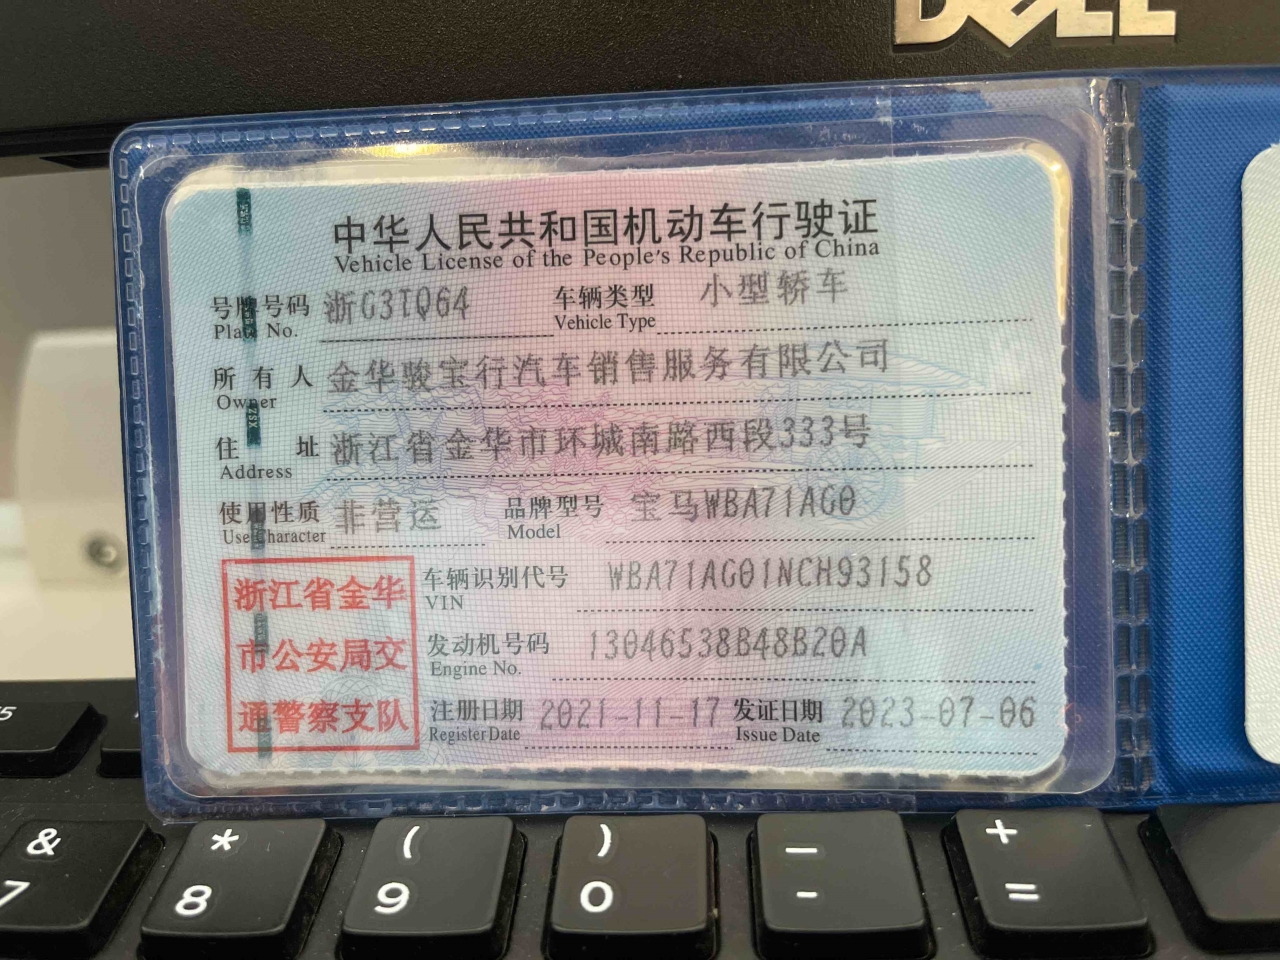 DELL
中华人民共和国机动车行驶证
Vehicle License of the People's Republic of China
号牌号码 浙G3TQ64 车辆类型 小型轿车
Plate No. Vehicle Type
所有人 金华骏宝行汽车销售服务有限公司
Owner
住址 浙江省金华市环城南路西段333号
Address
使用性质 非营运 品牌型号 宝马WBA71AG0
Use Character Model
浙江省金华
市公安局交
通警察支队
车辆识别代号 WBA71AG01NCH93158
VIN
发动机号码 13046538B48B20A
Engine No.
注册日期 2021-11-17 发证日期 2023-07-06
Register Date Issue Date
& * ( ) — +
7 8 9 0 - =